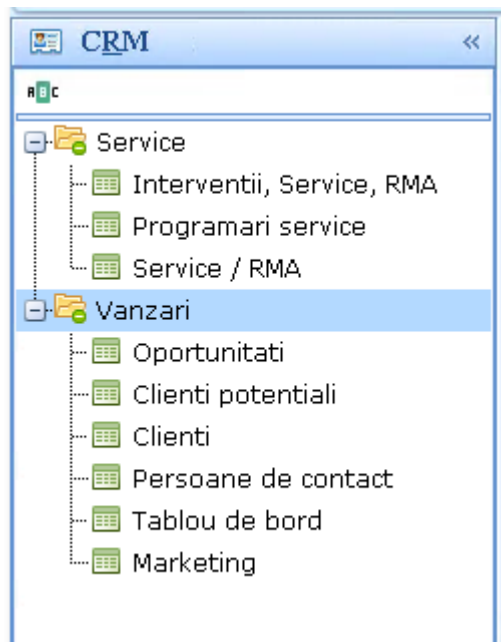 CRM
ABC
Service
Interventii, Service, RMA
Programari service
Service / RMA
Vanzari
Oportunitati
Clienti potentiali
Clienti
Persoane de contact
Tablou de bord
Marketing